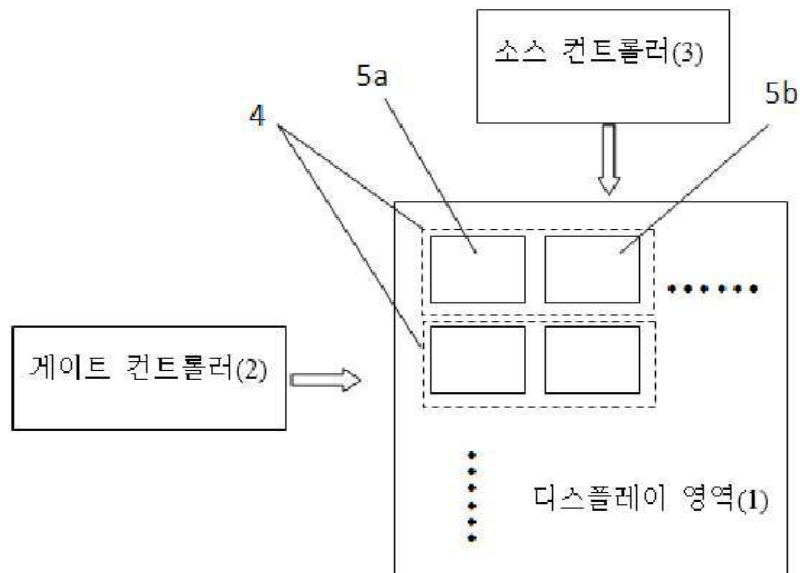 소스 컨트롤러(3)
5a
5b
4
게이트 컨트롤러(2)
디스플레이 영역(1)